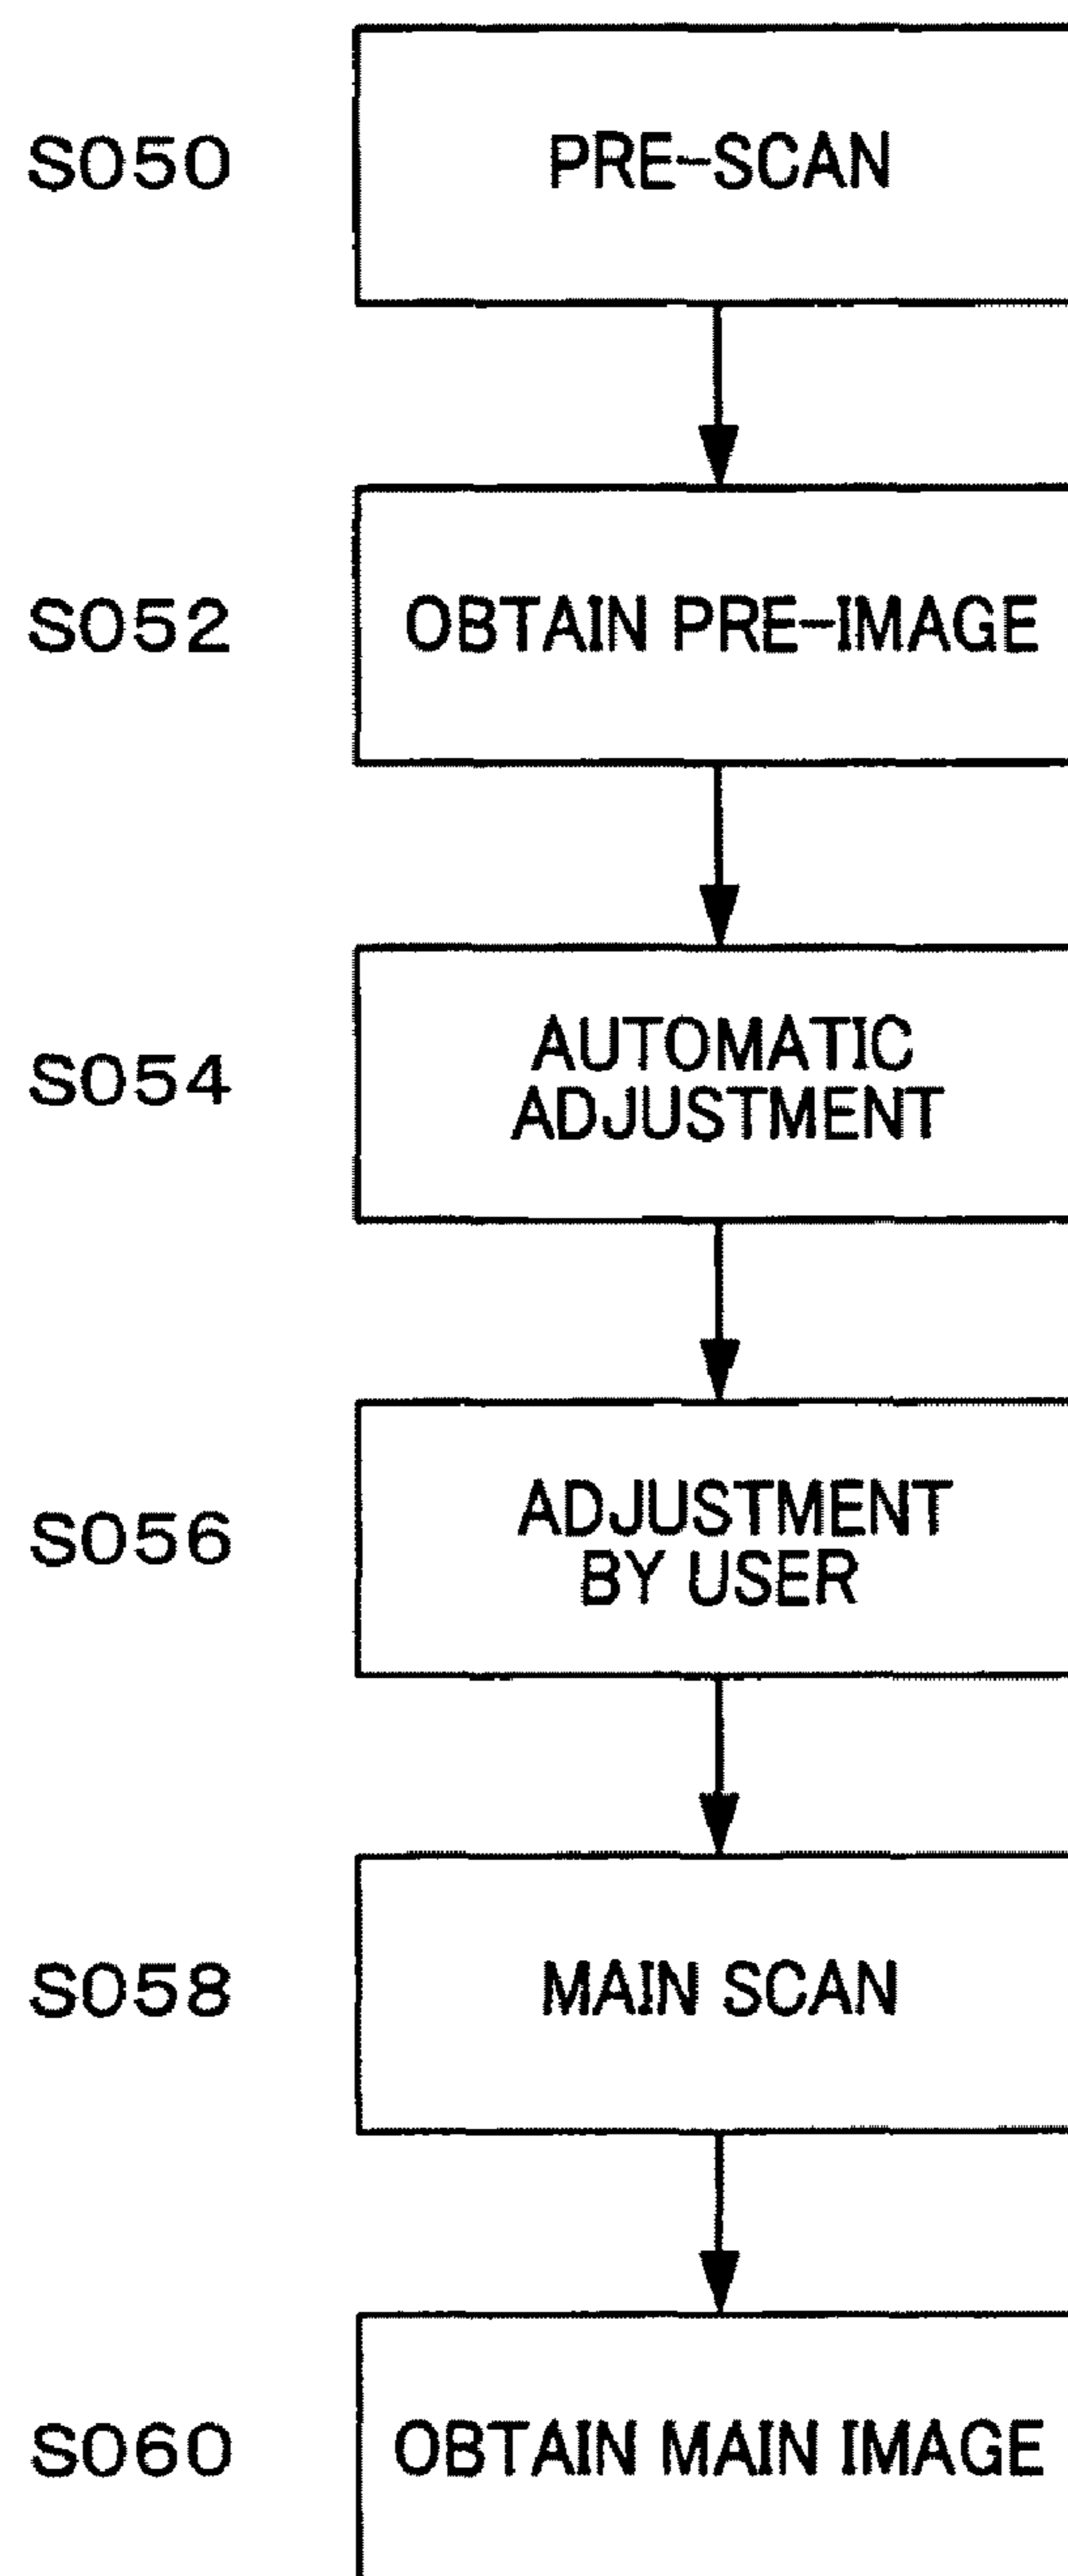 S050 PRE-SCAN
S052 OBTAIN PRE-IMAGE
S054 AUTOMATIC
ADJUSTMENT
S056 ADJUSTMENT
BY USER
S058 MAIN SCAN
S060 OBTAIN MAIN IMAGE